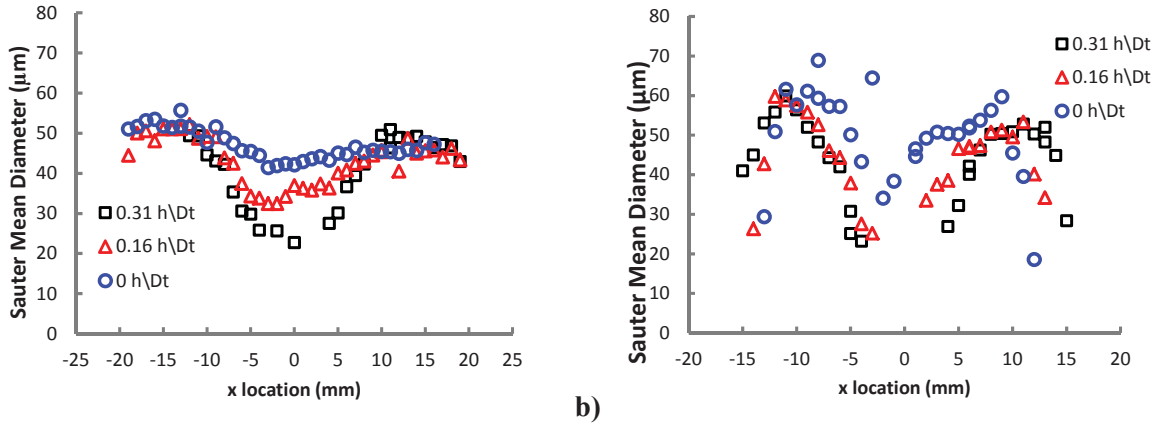 80
70
60
50
40
30
20
10
0
Sauter Mean Diameter (μm)
0.31 h\Dt
0.16 h\Dt
0 h\Dt
-25 -20 -15 -10 -5 0 5 10 15 20 25
x location (mm)
b)
80
70
60
50
40
30
20
10
0
Sauter Mean Diameter (μm)
0.31 h\Dt
0.16 h\Dt
0 h\Dt
-20 -15 -10 -5 0 5 10 15 20
x location (mm)